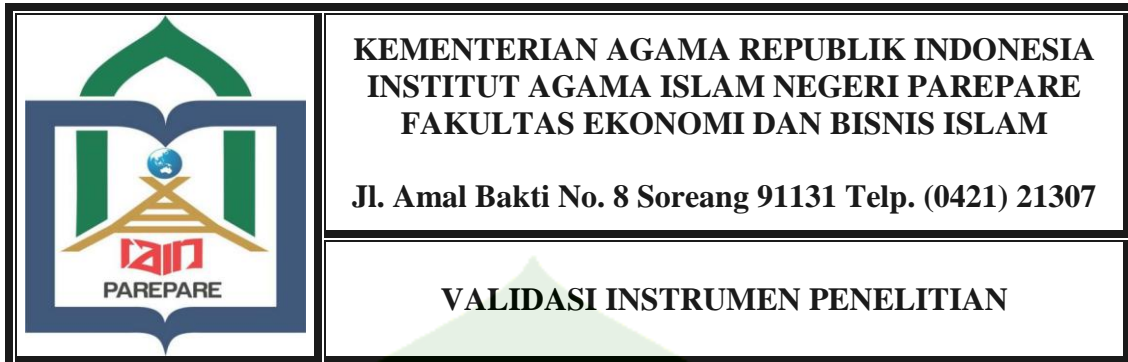 KEMENTERIAN AGAMA REPUBLIK INDONESIA
INSTITUT AGAMA ISLAM NEGERI PAREPARE
FAKULTAS EKONOMI DAN BISNIS ISLAM
Jl. Amal Bakti No. 8 Soreang 91131 Telp. (0421) 21307
iain
PAREPARE
VALIDASI INSTRUMEN PENELITIAN